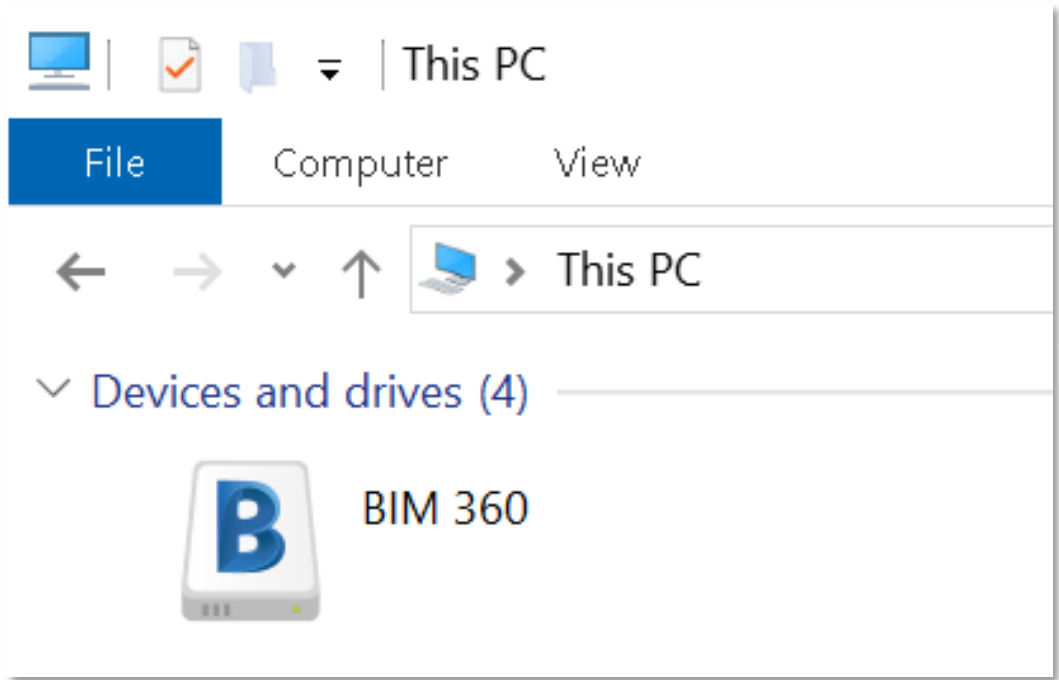 This PC
File Computer View
This PC
Devices and drives (4)
B
BIM 360